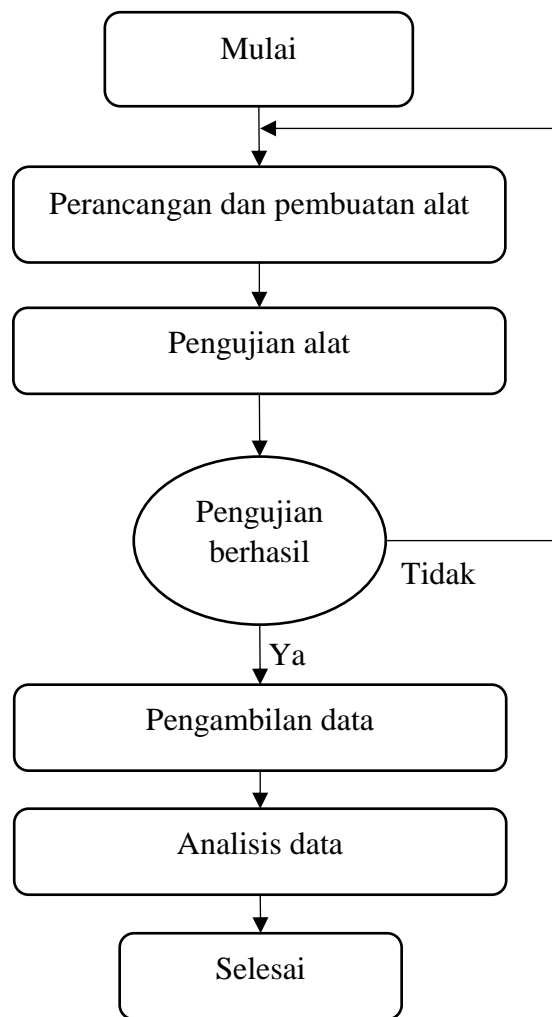 Mulai
Perancangan dan pembuatan alat
Pengujian alat
Pengujian
berhasil
Tidak
Ya
Pengambilan data
Analisis data
Selesai